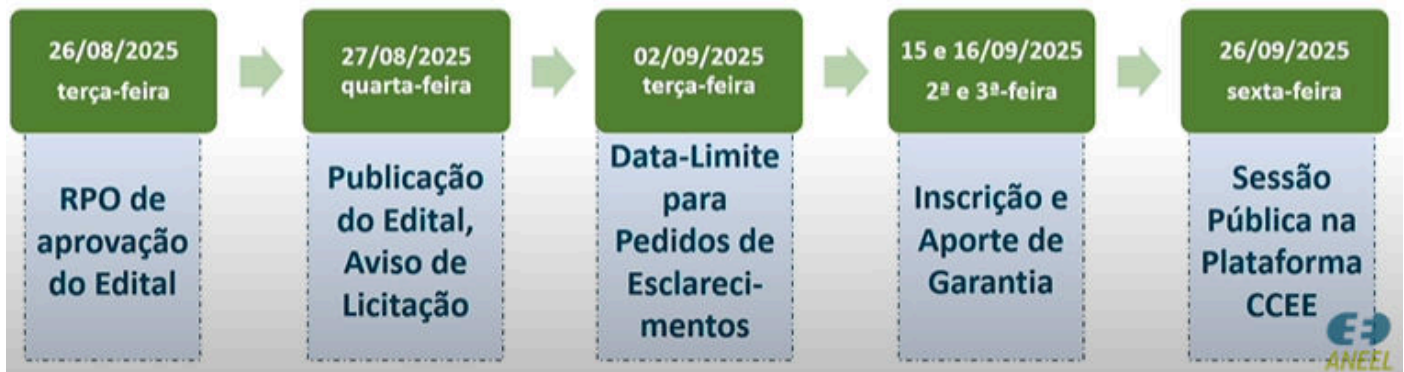 26/08/2025
terça-feira
RPO de
aprovação
do Edital
27/08/2025
quarta-feira
Publicação
do Edital,
Aviso de
Licitação
02/09/2025
terça-feira
Data-Limite
para
Pedidos de
Esclareci-
mentos
15 e 16/09/2025
2ª e 3ª-feira
Inscrição e
Aporte de
Garantia
26/09/2025
sexta-feira
Sessão
Pública na
Plataforma
CCEE
ANEEL